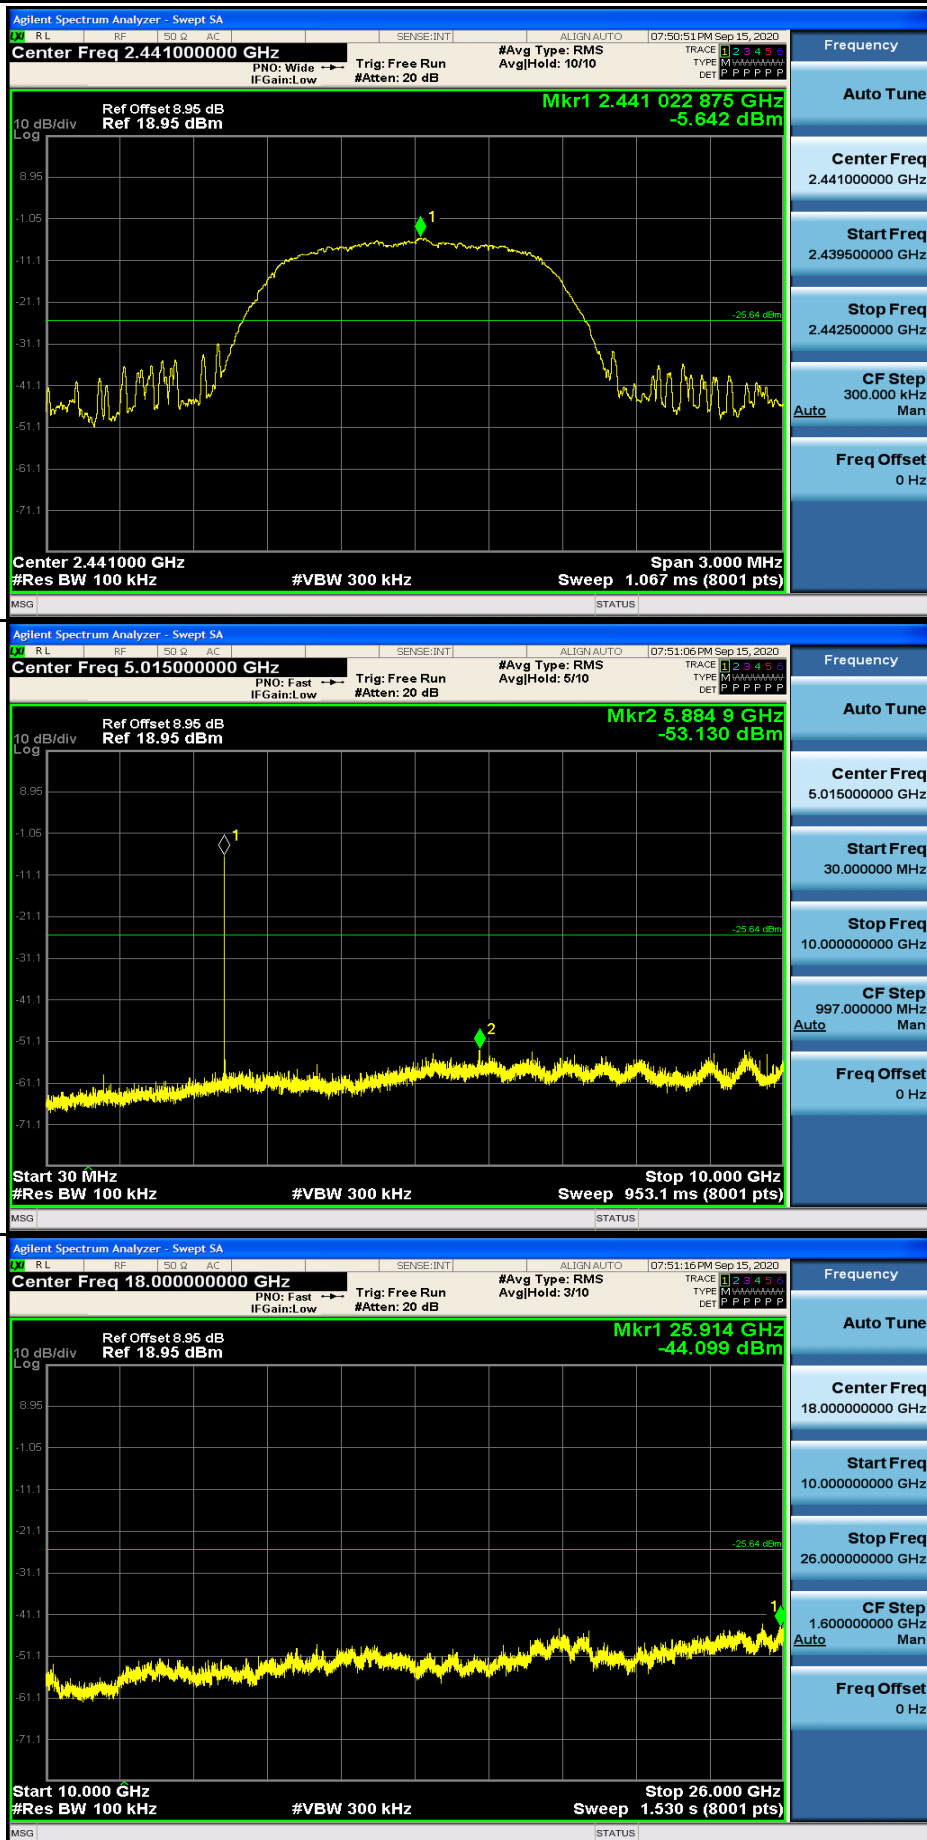 Agilent Spectrum Analyzer - Swept SA
LXI RL RF 50 Ω AC SENSE:INT ALIGN AUTO 07:50:51 PM Sep 15, 2020
Center Freq 2.441000000 GHz
PNO: Wide
IFGain:Low
Trig: Free Run
#Atten: 20 dB
#Avg Type: RMS
Avg|Hold: 10/10
TRACE 1 2 3 4 5 6
TYPE M WWWWW
DET P P P P P P
Mkr1 2.441 022 875 GHz
-5.642 dBm
Ref Offset 8.95 dB
Ref 18.95 dBm
10 dB/div
Log
8.95
-1.05
-11.1
-21.1
-31.1
-41.1
-51.1
-61.1
-71.1
1
-25.64 dBm
Center 2.441000 GHz
Span 3.000 MHz
#Res BW 100 kHz
#VBW 300 kHz
Sweep 1.067 ms (8001 pts)
MSG
STATUS
Frequency
Auto Tune
Center Freq
2.441000000 GHz
Start Freq
2.439500000 GHz
Stop Freq
2.442500000 GHz
CF Step
300.000 kHz
Auto Man
Freq Offset
0 Hz
Agilent Spectrum Analyzer - Swept SA
LXI RL RF 50 Ω AC SENSE:INT ALIGN AUTO 07:51:06 PM Sep 15, 2020
Center Freq 5.015000000 GHz
PNO: Fast
IFGain:Low
Trig: Free Run
#Atten: 20 dB
#Avg Type: RMS
Avg|Hold: 5/10
TRACE 1 2 3 4 5 6
TYPE M WWWWW
DET P P P P P P
Mkr2 5.884 9 GHz
-53.130 dBm
Ref Offset 8.95 dB
Ref 18.95 dBm
10 dB/div
Log
8.95
-1.05
-11.1
-21.1
-31.1
-41.1
-51.1
-61.1
-71.1
1
2
-25.64 dBm
Start 30 MHz
Stop 10.000 GHz
#Res BW 100 kHz
#VBW 300 kHz
Sweep 953.1 ms (8001 pts)
MSG
STATUS
Frequency
Auto Tune
Center Freq
5.015000000 GHz
Start Freq
30.000000 MHz
Stop Freq
10.000000000 GHz
CF Step
997.000000 MHz
Auto Man
Freq Offset
0 Hz
Agilent Spectrum Analyzer - Swept SA
LXI RL RF 50 Ω AC SENSE:INT ALIGN AUTO 07:51:16 PM Sep 15, 2020
Center Freq 18.000000000 GHz
PNO: Fast
IFGain:Low
Trig: Free Run
#Atten: 20 dB
#Avg Type: RMS
Avg|Hold: 3/10
TRACE 1 2 3 4 5 6
TYPE M WWWWW
DET P P P P P P
Mkr1 25.914 GHz
-44.099 dBm
Ref Offset 8.95 dB
Ref 18.95 dBm
10 dB/div
Log
8.95
-1.05
-11.1
-21.1
-31.1
-41.1
-51.1
-61.1
-71.1
1
-25.64 dBm
Start 10.000 GHz
Stop 26.000 GHz
#Res BW 100 kHz
#VBW 300 kHz
Sweep 1.530 s (8001 pts)
MSG
STATUS
Frequency
Auto Tune
Center Freq
18.000000000 GHz
Start Freq
10.000000000 GHz
Stop Freq
26.000000000 GHz
CF Step
1.600000000 GHz
Auto Man
Freq Offset
0 Hz